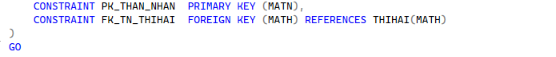 CONSTRAINT PK_THAN_NHAN PRIMARY KEY (MATN),
CONSTRAINT FK_TN_THIHAI FOREIGN KEY (MATH) REFERENCES THIHAI(MATH)
)
GO